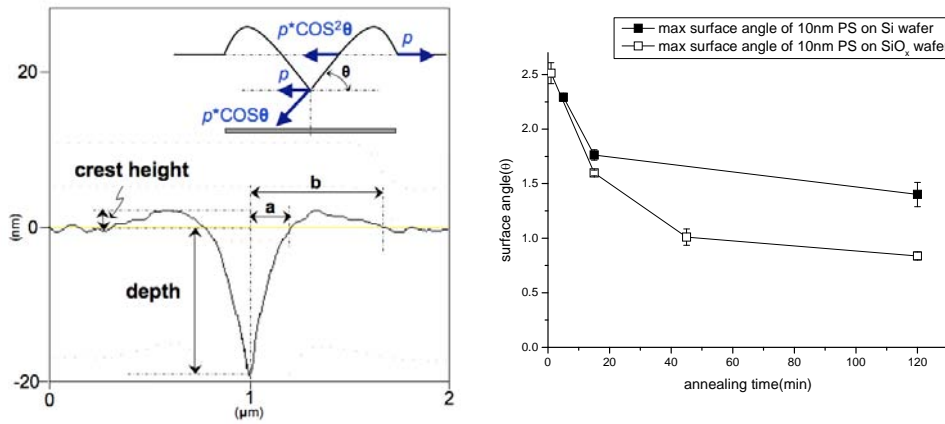 20
p*COS²θ
p
p
θ
p*COSθ
crest height
b
a
0
(nm)
depth
-20
0
1
2
(μm)
max surface angle of 10nm PS on Si wafer
max surface angle of 10nm PS on SiOₓ wafer
2.5
2.0
1.5
1.0
0.5
0.0
surface angle(θ)
0 20 40 60 80 100 120
annealing time(min)